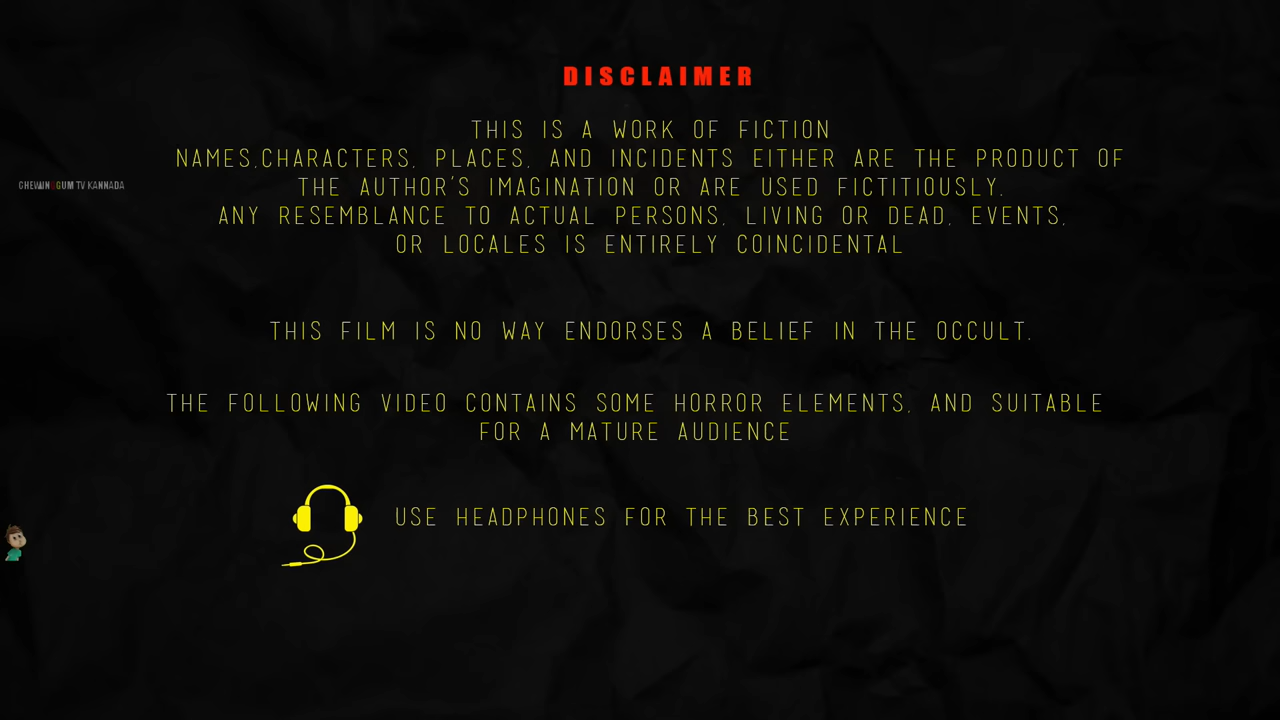 DISCLAIMER
THIS IS A WORK OF FICTION
NAMES,CHARACTERS, PLACES, AND INCIDENTS EITHER ARE THE PRODUCT OF
CHEWINGGUM TV KANNADA
THE AUTHOR'S IMAGINATION OR ARE USED FICTITIOUSLY.
ANY RESEMBLANCE TO ACTUAL PERSONS, LIVING OR DEAD, EVENTS,
OR LOCALES IS ENTIRELY COINCIDENTAL
THIS FILM IS NO WAY ENDORSES A BELIEF IN THE OCCULT.
THE FOLLOWING VIDEO CONTAINS SOME HORROR ELEMENTS, AND SUITABLE
FOR A MATURE AUDIENCE
USE HEADPHONES FOR THE BEST EXPERIENCE